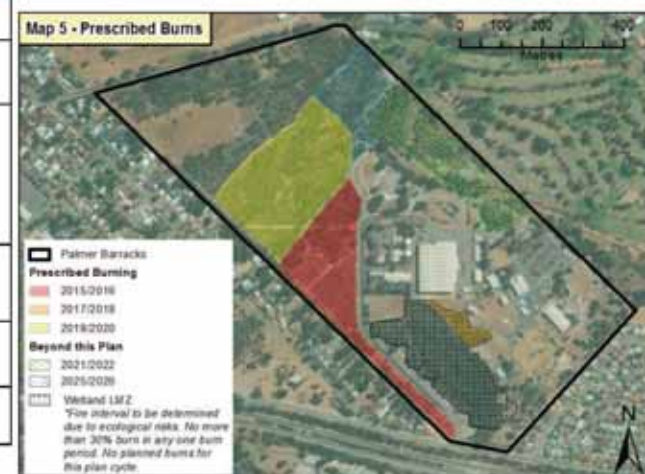 Map 5 - Prescribed Burns
0 100 200 400
Metres
Palmer Barracks
Prescribed Burning
2015/2016
2017/2018
2019/2020
Beyond this Plan
2021/2022
2025/2026
Wetland LMZ
*Fire interval to be determined
due to ecological risks. No more
than 30% burn in any one burn
period. No planned burns for
this plan cycle.
N